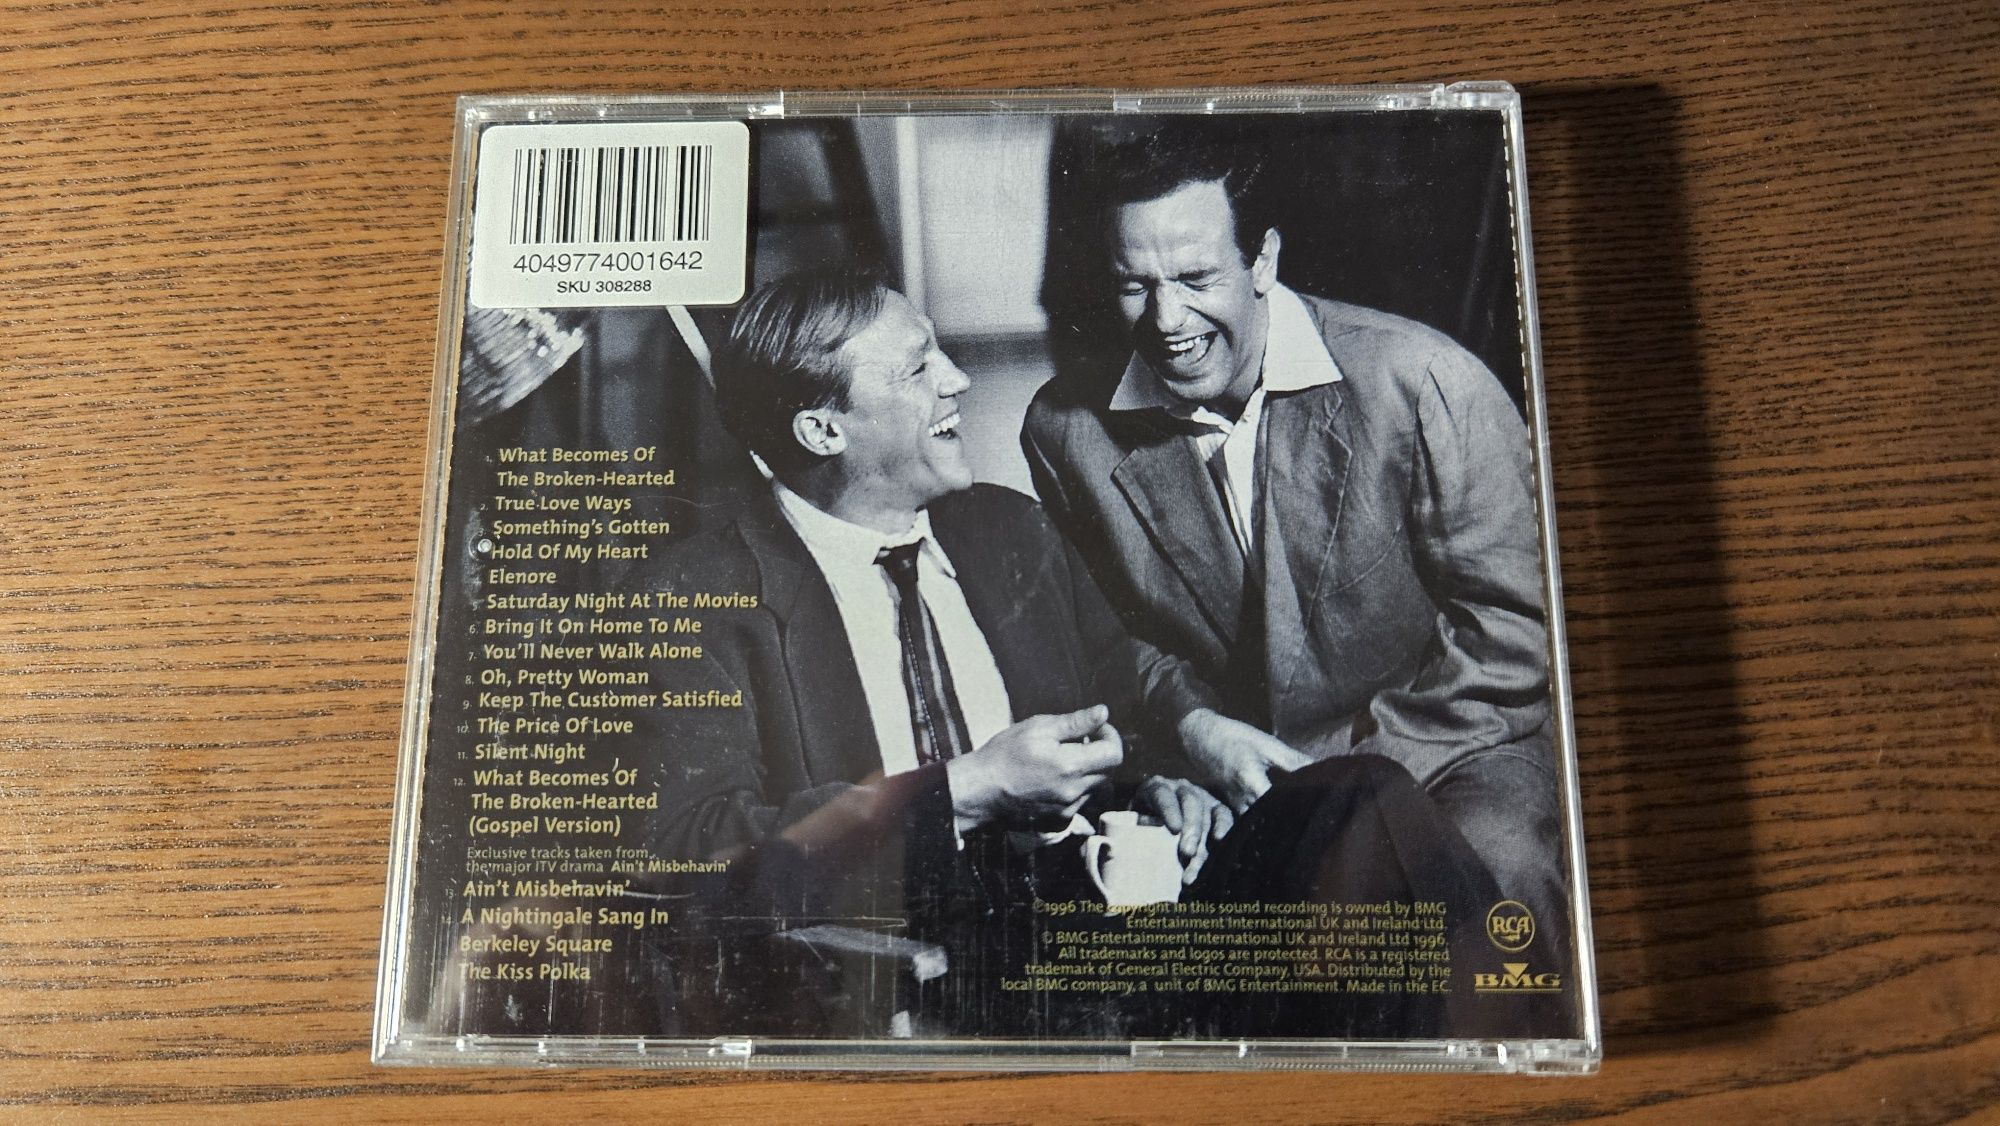 4049774001642
SKU 308288
1. What Becomes Of
The Broken-Hearted
2. True Love Ways
3. Something's Gotten
Hold Of My Heart
Elenore
5. Saturday Night At The Movies
6. Bring It On Home To Me
7. You'll Never Walk Alone
8. Oh, Pretty Woman
9. Keep The Customer Satisfied
10. The Price Of Love
11. Silent Night
12. What Becomes Of
The Broken-Hearted
(Gospel Version)
Exclusive tracks taken from
the major ITV drama Ain't Misbehavin'
13. Ain't Misbehavin'
A Nightingale Sang In
Berkeley Square
The Kiss Polka
℗1996 The copyright in this sound recording is owned by BMG
Entertainment International UK and Ireland Ltd.
© BMG Entertainment International UK and Ireland Ltd 1996.
All trademarks and logos are protected. RCA is a registered
trademark of General Electric Company, USA. Distributed by the
local BMG company, a unit of BMG Entertainment. Made in the EC.
RCA
BMG